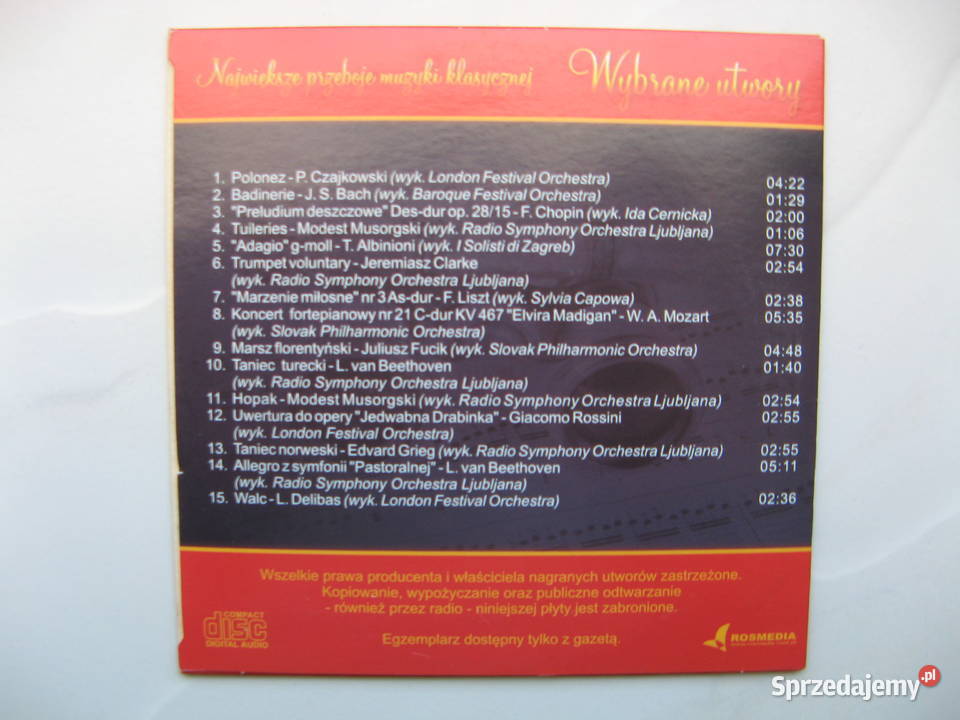 Największe przeboje muzyki klasycznej Wybrane utwory
1. Polonez - P. Czajkowski (wyk. London Festival Orchestra) 04:22
2. Badinerie - J. S. Bach (wyk. Baroque Festival Orchestra) 01:29
3. "Preludium deszczowe" Des-dur op. 28/15 - F. Chopin (wyk. Ida Cernicka) 02:00
4. Tuileries - Modest Musorgski (wyk. Radio Symphony Orchestra Ljubljana) 01:06
5. "Adagio" g-moll - T. Albinioni (wyk. I Solisti di Zagreb) 07:30
6. Trumpet voluntary - Jeremiasz Clarke 02:54
(wyk. Radio Symphony Orchestra Ljubljana)
7. "Marzenie miłosne" nr 3 As-dur - F. Liszt (wyk. Sylvia Capowa) 02:38
8. Koncert fortepianowy nr 21 C-dur KV 467 "Elvira Madigan" - W. A. Mozart 05:35
(wyk. Slovak Philharmonic Orchestra)
9. Marsz florentyński - Juliusz Fucik (wyk. Slovak Philharmonic Orchestra) 04:48
10. Taniec turecki - L. van Beethoven 01:40
(wyk. Radio Symphony Orchestra Ljubljana)
11. Hopak - Modest Musorgski (wyk. Radio Symphony Orchestra Ljubljana) 02:54
12. Uwertura do opery "Jedwabna Drabinka" - Giacomo Rossini 02:55
(wyk. London Festival Orchestra)
13. Taniec norweski - Edvard Grieg (wyk. Radio Symphony Orchestra Ljubljana) 02:55
14. Allegro z symfonii "Pastoralnej" - L. van Beethoven 05:11
(wyk. Radio Symphony Orchestra Ljubljana)
15. Walc - L. Delibas (wyk. London Festival Orchestra) 02:36
Wszelkie prawa producenta i właściciela nagranych utworów zastrzeżone.
Kopiowanie, wypożyczanie oraz publiczne odtwarzanie
- również przez radio - niniejszej płyty jest zabronione.
Egzemplarz dostępny tylko z gazetą.
COMPACT
disc
DIGITAL AUDIO
ROSMEDIA
Sprzedajemy.pl